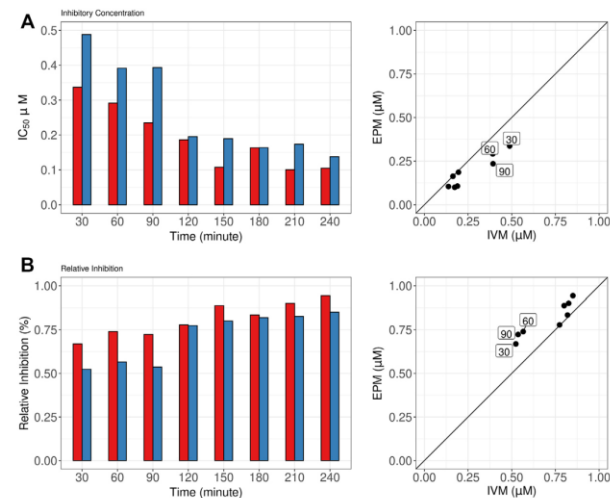 A
Inhibitory Concentration
IC50 μ M
0.5
0.4
0.3
0.2
0.1
0.0
30 60 90 120 150 180 210 240
Time (minute)
EPM (μM)
1.00
0.75
0.50
0.25
0.00
30
60
90
0.00 0.25 0.50 0.75 1.00
IVM (μM)
B
Relative Inhibition
Relative Inhibition (%)
1.00
0.75
0.50
0.25
0.00
30 60 90 120 150 180 210 240
Time (minute)
EPM (μM)
1.00
0.75
0.50
0.25
0.00
60
90
30
0.00 0.25 0.50 0.75 1.00
IVM (μM)